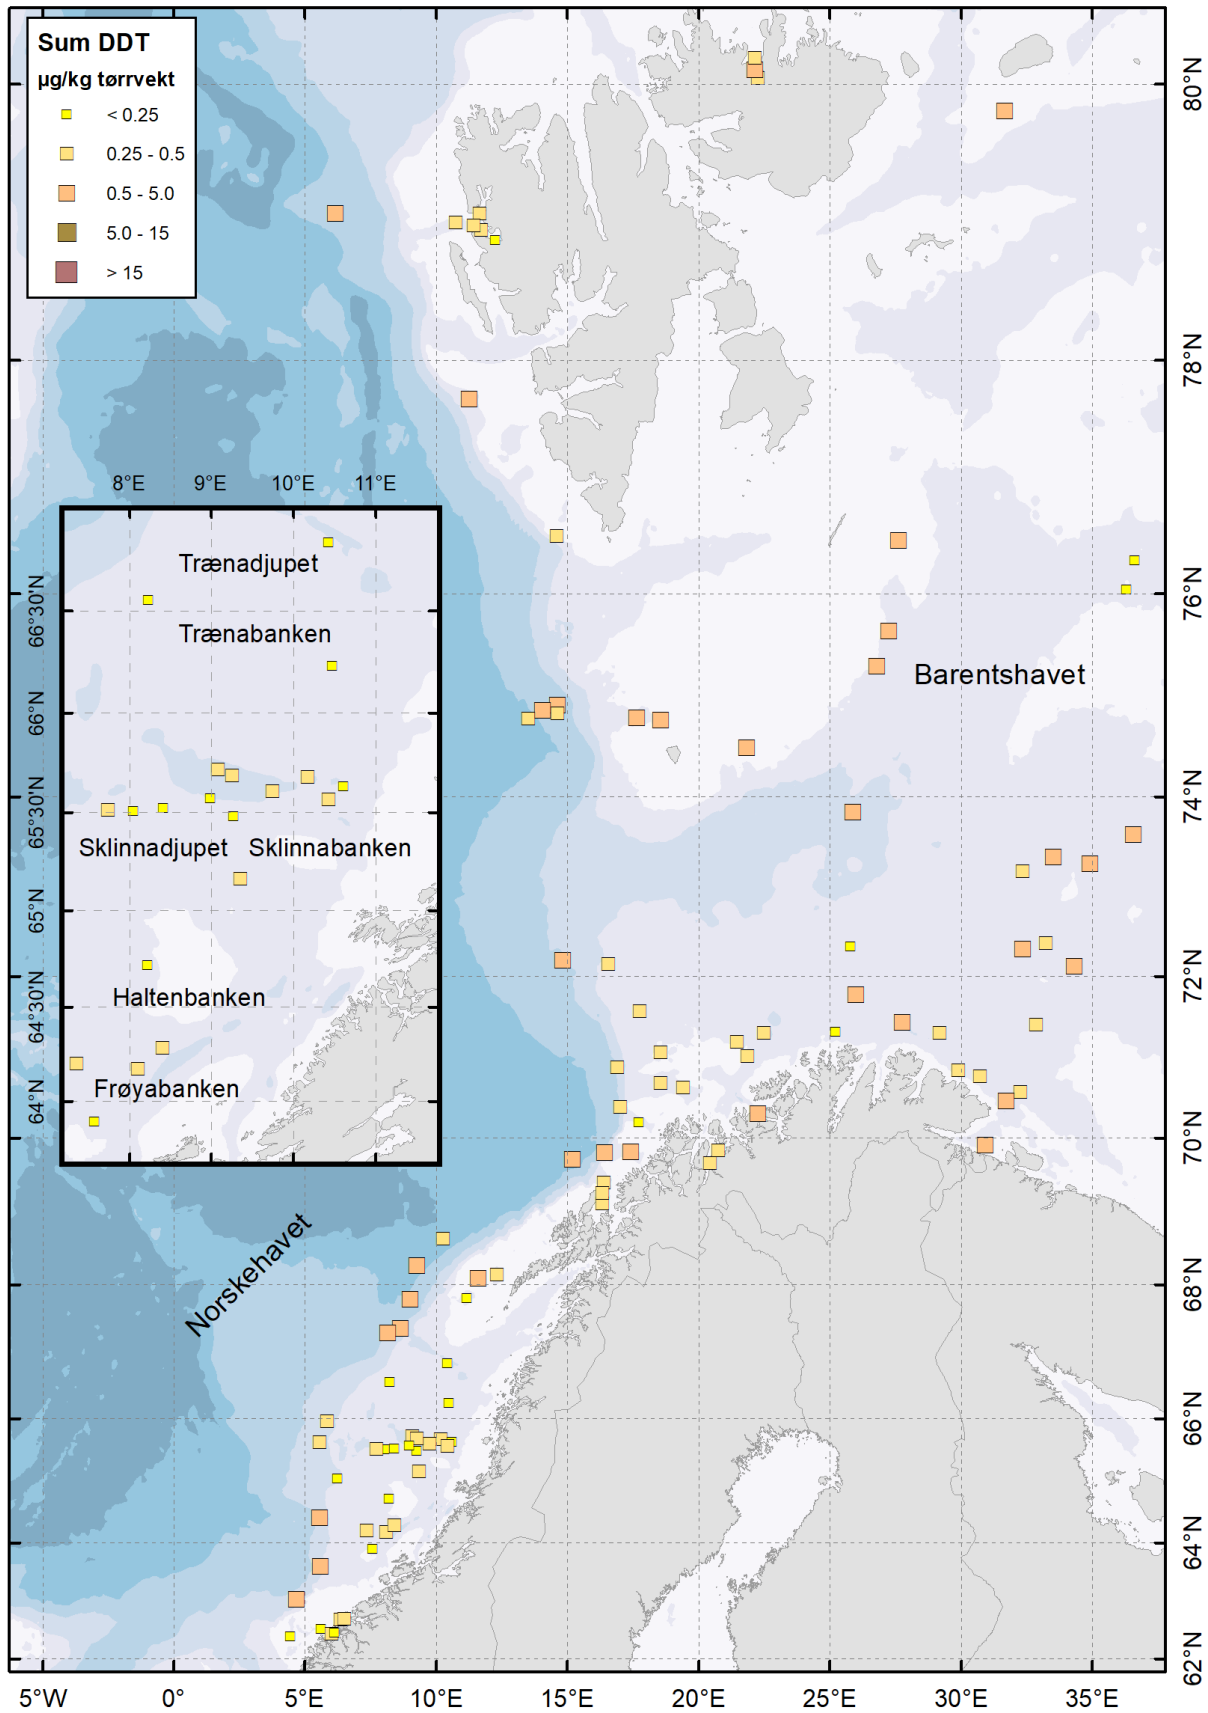 Sum DDT
µg/kg tørrvekt
< 0.25
0.25 - 0.5
0.5 - 5.0
5.0 - 15
> 15
80°N
78°N
76°N
74°N
72°N
70°N
68°N
66°N
64°N
62°N
8°E 9°E 10°E 11°E
66°30'N
66°N
65°30'N
65°N
64°30'N
64°N
Trænadjupet
Trænabanken
Sklinnadjupet Sklinnabanken
Haltenbanken
Frøyabanken
Barentshavet
Norskehavet
5°W 0° 5°E 10°E 15°E 20°E 25°E 30°E 35°E